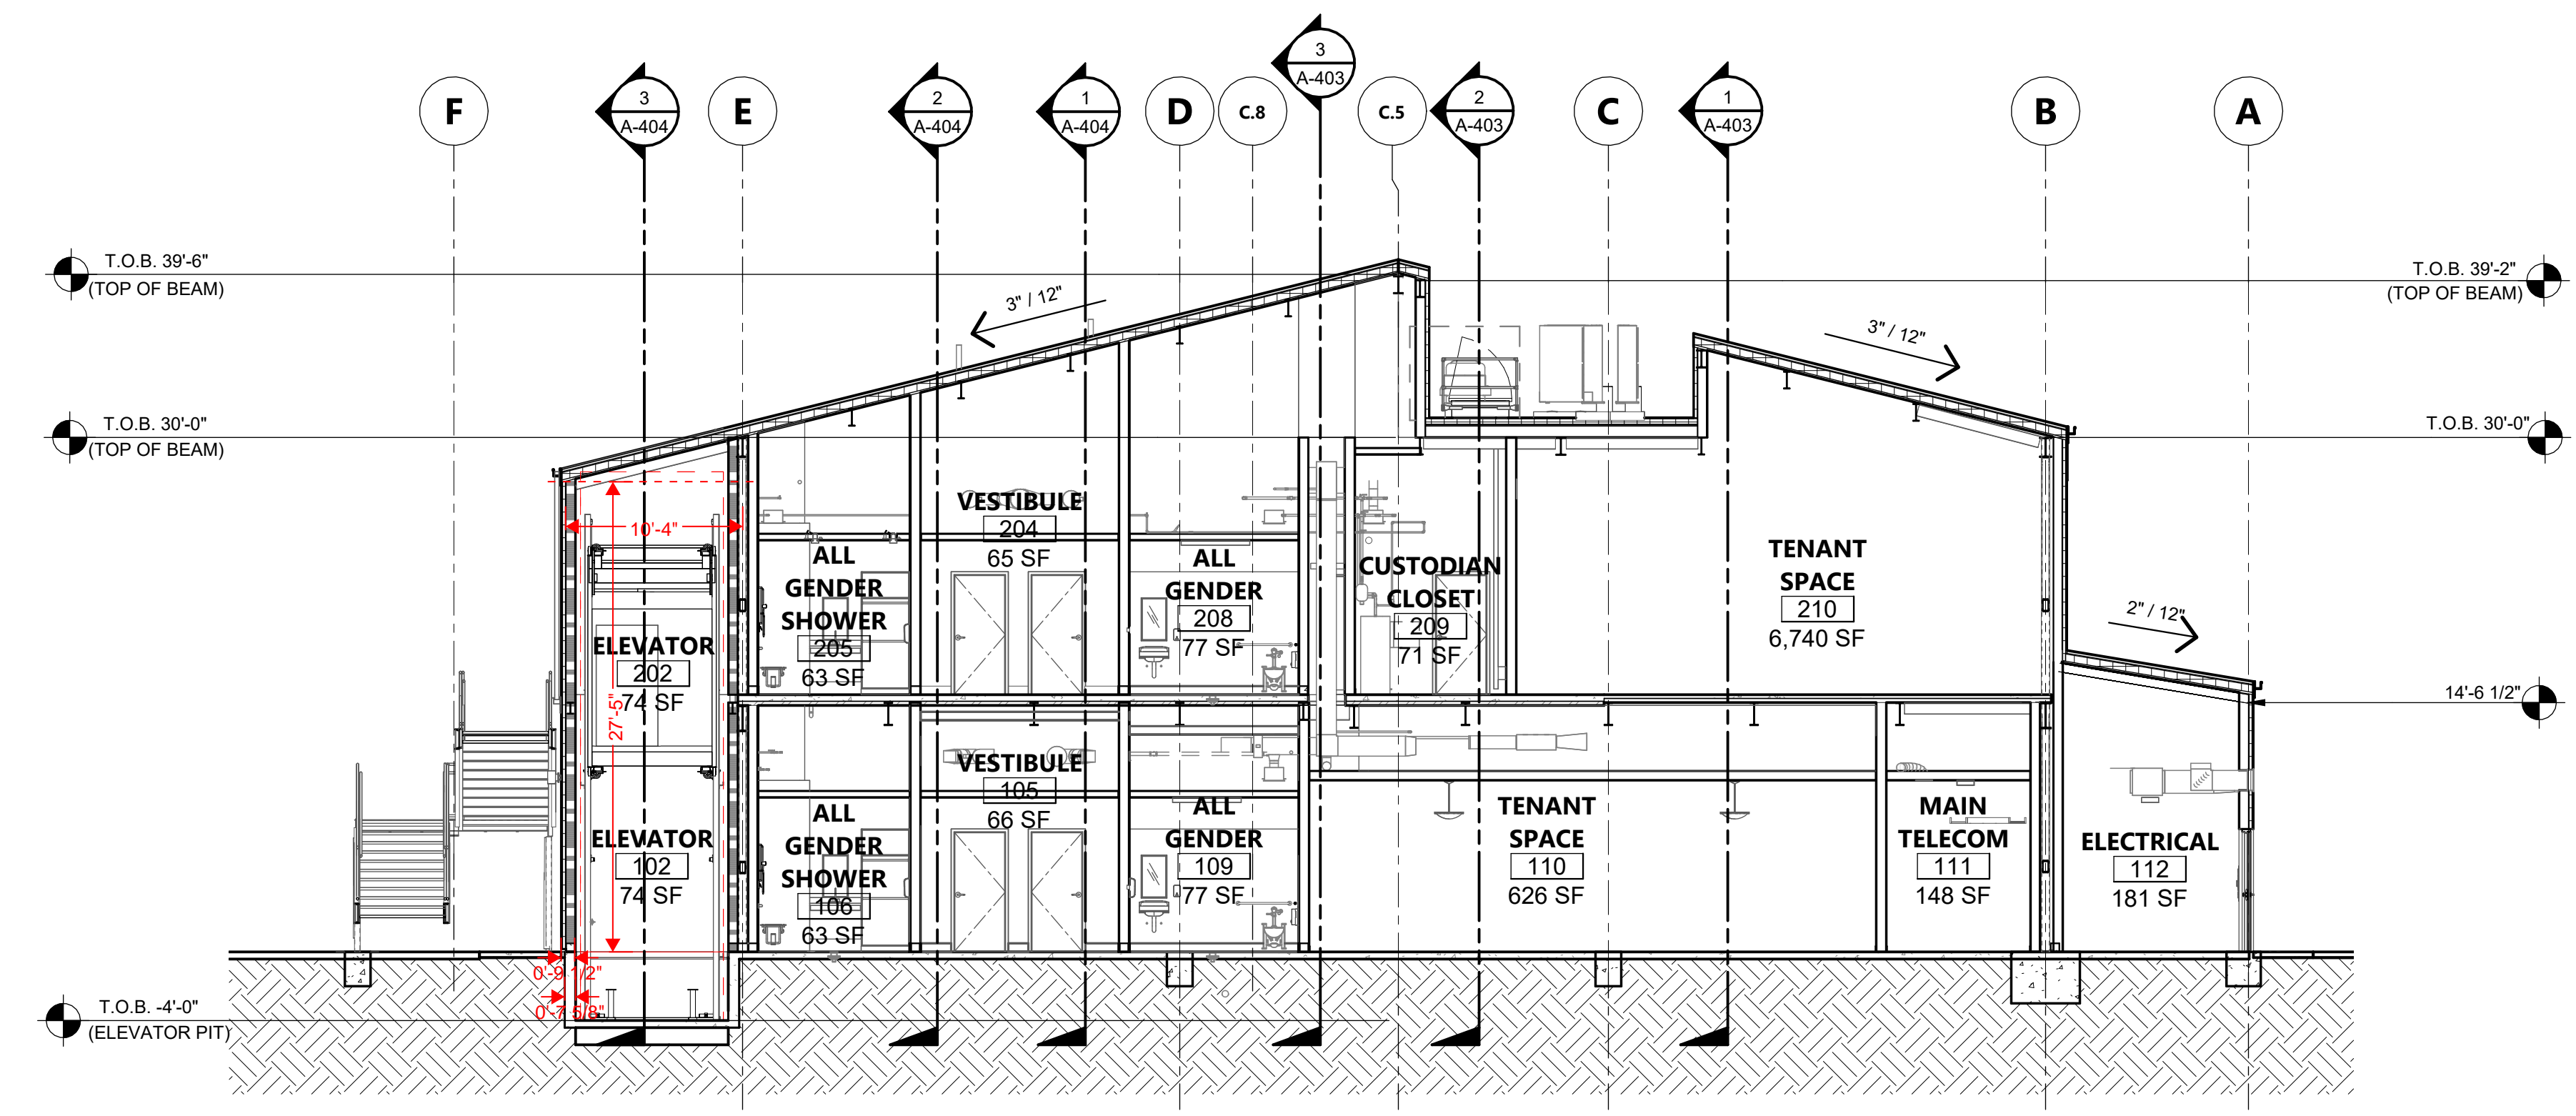 3
A-403
F
3
A-404
E
2
A-404
1
A-404
D
C.8
C.5
2
A-403
C
1
A-403
B
A
T.O.B. 39'-6"
(TOP OF BEAM)
T.O.B. 39'-2"
(TOP OF BEAM)
3" / 12"
3" / 12"
T.O.B. 30'-0"
(TOP OF BEAM)
T.O.B. 30'-0"
10'-4"
VESTIBULE
204
65 SF
ALL
GENDER
SHOWER
205
63 SF
ALL
GENDER
208
77 SF
CUSTODIAN
CLOSET
209
71 SF
TENANT
SPACE
210
6,740 SF
2" / 12"
ELEVATOR
202
74 SF
27'-5"
14'-6 1/2"
VESTIBULE
105
66 SF
ELEVATOR
102
74 SF
ALL
GENDER
SHOWER
106
63 SF
ALL
GENDER
109
77 SF
TENANT
SPACE
110
626 SF
MAIN
TELECOM
111
148 SF
ELECTRICAL
112
181 SF
0'-9 1/2"
0'-7 5/8"
T.O.B. -4'-0"
(ELEVATOR PIT)